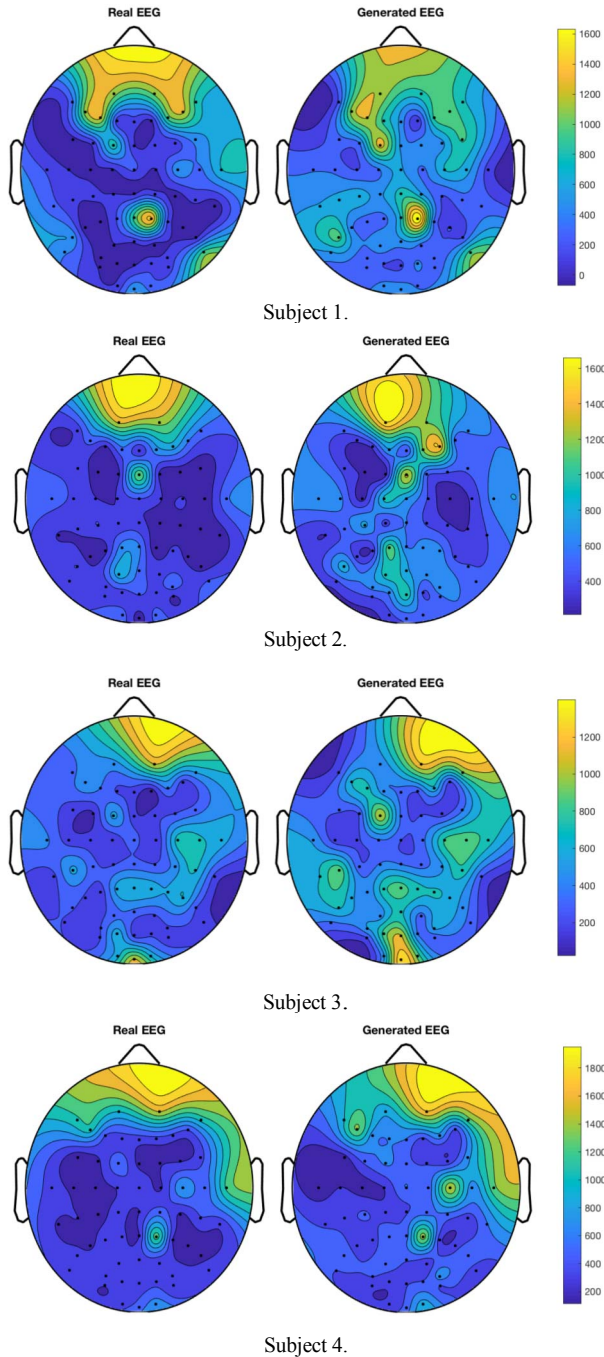 Real EEG
Generated EEG
1600
1400
1200
1000
800
600
400
200
0
Subject 1.
Real EEG
Generated EEG
1600
1400
1200
1000
800
600
400
Subject 2.
Real EEG
Generated EEG
1200
1000
800
600
400
200
Subject 3.
Real EEG
Generated EEG
1800
1600
1400
1200
1000
800
600
400
200
Subject 4.